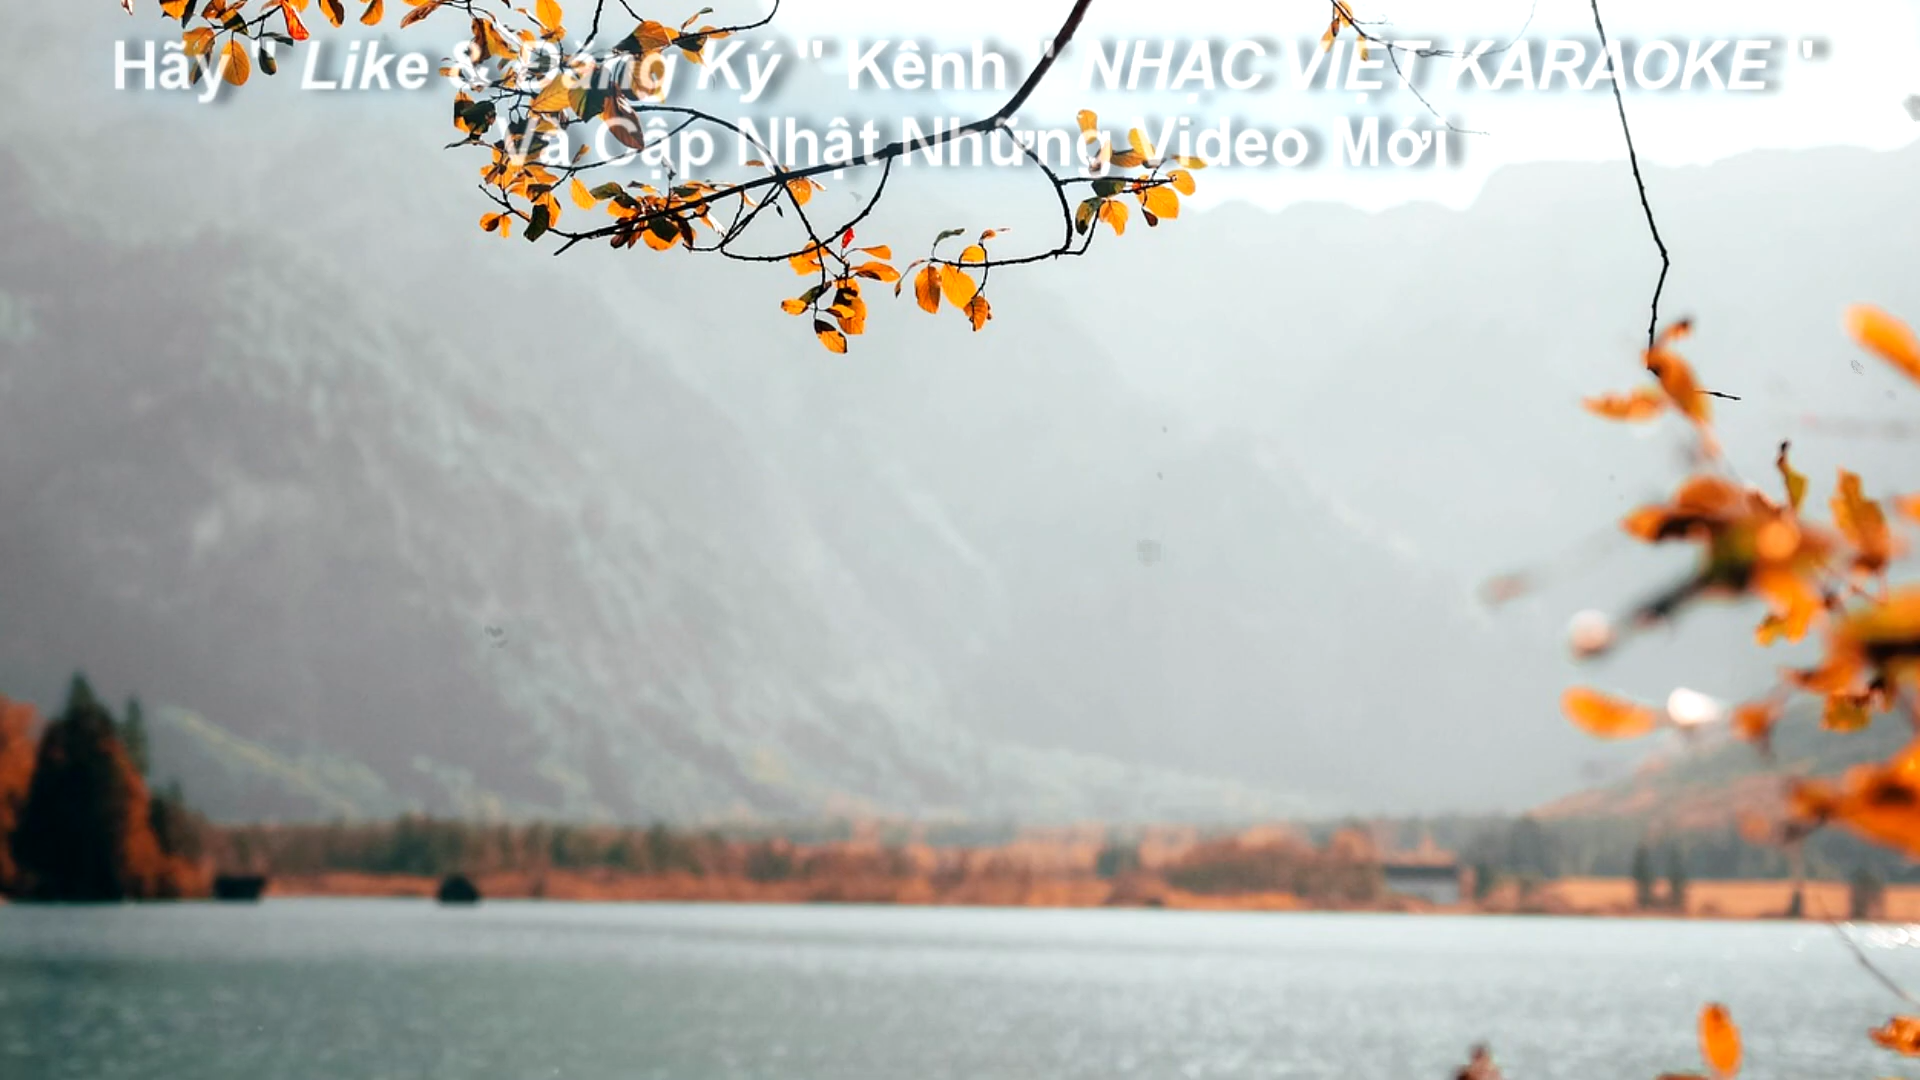 Hãy " Like & Đăng Ký " Kênh " NHẠC VIỆT KARAOKE "
Và Cập Nhật Những Video Mới